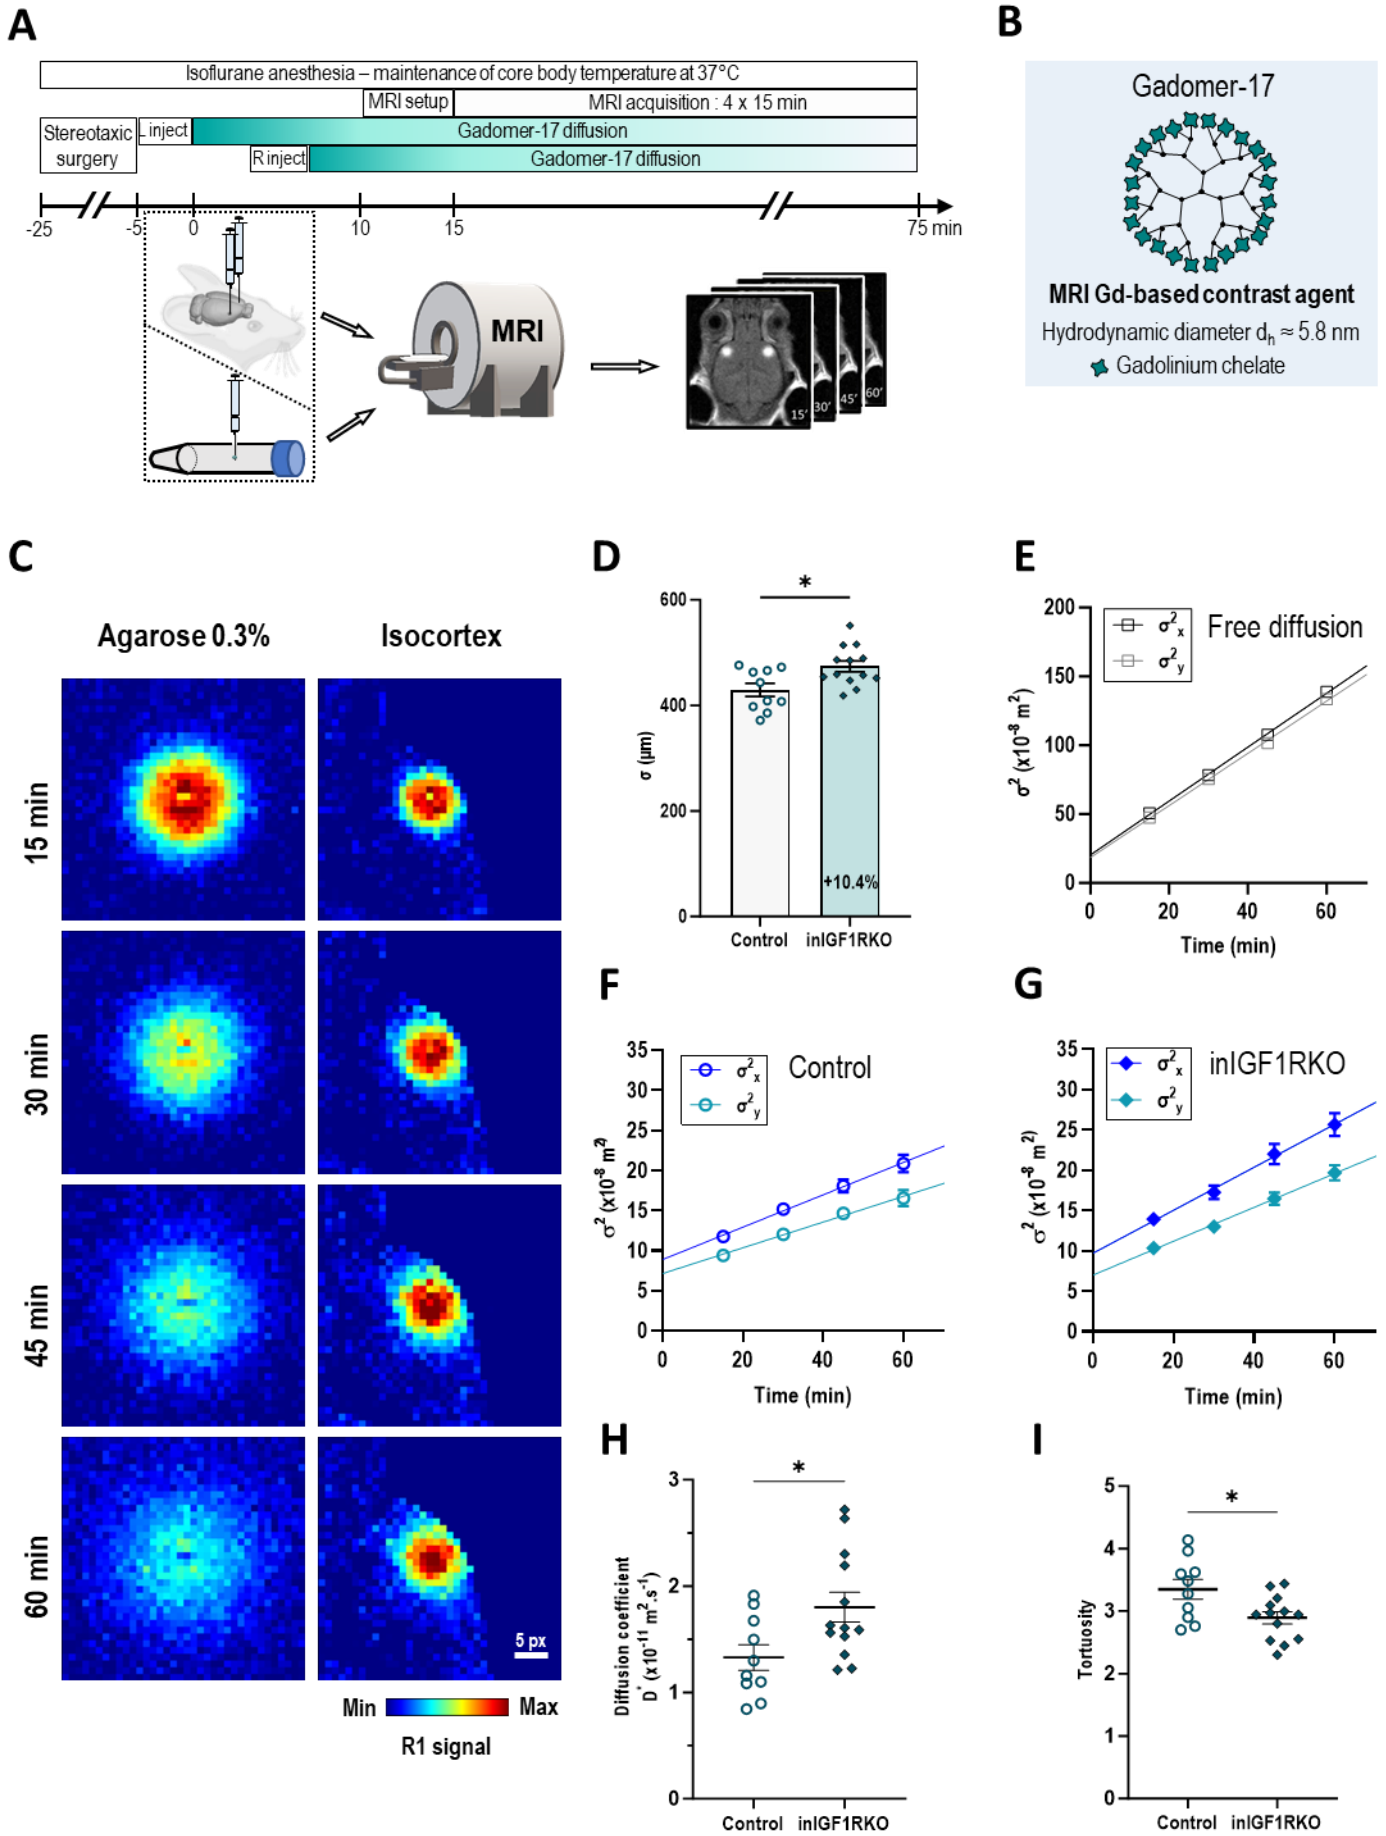 A
Isoflurane anesthesia – maintenance of core body temperature at 37°C
MRI setup
MRI acquisition : 4 x 15 min
Stereotaxic
surgery
L inject
Gadomer-17 diffusion
R inject
Gadomer-17 diffusion
-25
-5
0
10
15
75 min
MRI
15'
30'
45'
60'
B
Gadomer-17
MRI Gd-based contrast agent
Hydrodynamic diameter dh ≈ 5.8 nm
Gadolinium chelate
C
Agarose 0.3%
Isocortex
15 min
30 min
45 min
60 min
5 px
Min
Max
R1 signal
D
*
600
400
200
0
σ (µm)
+10.4%
Control
inIGF1RKO
E
200
150
100
50
0
σ² (x10⁻⁸ m²)
σ²x
σ²y
Free diffusion
0
20
40
60
Time (min)
F
35
30
25
20
15
10
5
0
σ² (x10⁻⁸ m²)
σ²x
σ²y
Control
0
20
40
60
Time (min)
G
35
30
25
20
15
10
5
0
σ² (x10⁻⁸ m²)
σ²x
σ²y
inIGF1RKO
0
20
40
60
Time (min)
H
*
3
2
1
0
Diffusion coefficient
D* (x10⁻¹¹ m².s⁻¹)
Control
inIGF1RKO
I
*
5
4
3
2
1
0
Tortuosity
Control
inIGF1RKO